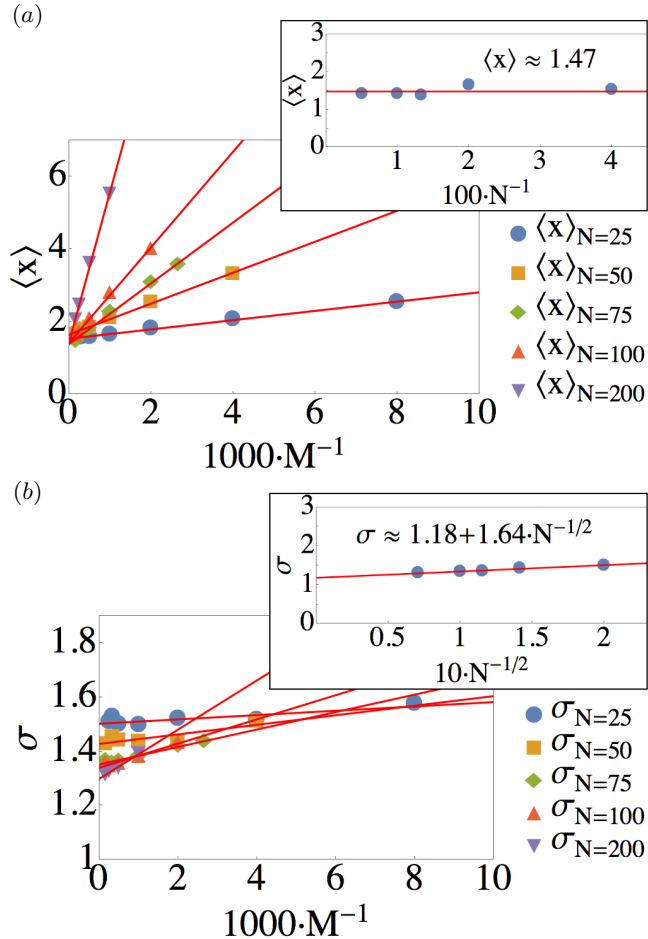 (a)
3
2
1
0
⟨x⟩
⟨x⟩ ≈ 1.47
1 2 3 4
100·N⁻¹
6
4
2
0
⟨x⟩
0 2 4 6 8 10
1000·M⁻¹
⟨x⟩N=25
⟨x⟩N=50
⟨x⟩N=75
⟨x⟩N=100
⟨x⟩N=200
(b)
3
2
1
0
σ
σ ≈ 1.18+1.64·N⁻¹/²
0.5 1 1.5 2
10·N⁻¹/²
1.8
1.6
1.4
1.2
1
σ
0 2 4 6 8 10
1000·M⁻¹
σN=25
σN=50
σN=75
σN=100
σN=200